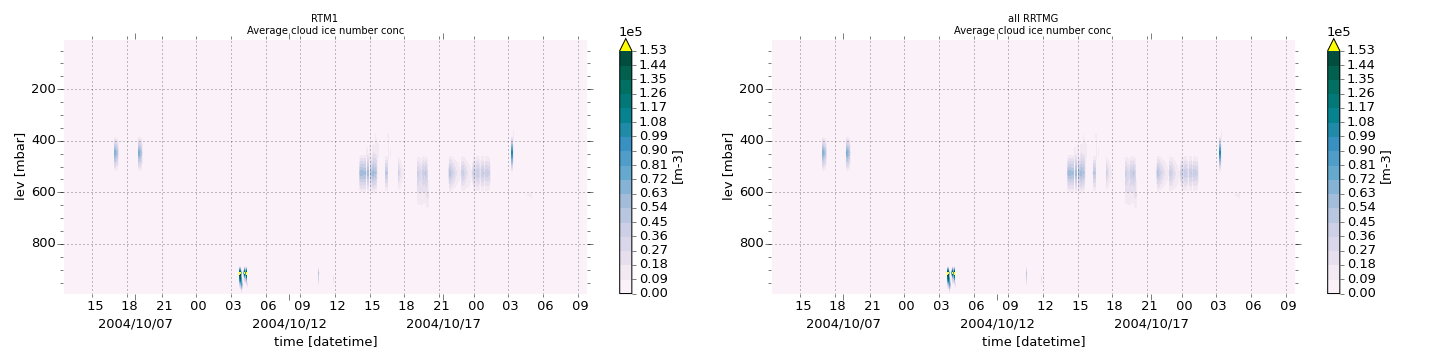 RTM1
Average cloud ice number conc
1e5
1.53
1.44
1.35
1.26
1.17
1.08
0.99
0.90
0.81
0.72
0.63
0.54
0.45
0.36
0.27
0.18
0.09
0.00
[m-3]
200
400
600
800
lev [mbar]
15 18 21 00 03 06 09 12 15 18 21 00 03 06 09
2004/10/07 2004/10/12 2004/10/17
time [datetime]
all RRTMG
Average cloud ice number conc
1e5
1.53
1.44
1.35
1.26
1.17
1.08
0.99
0.90
0.81
0.72
0.63
0.54
0.45
0.36
0.27
0.18
0.09
0.00
[m-3]
200
400
600
800
lev [mbar]
15 18 21 00 03 06 09 12 15 18 21 00 03 06 09
2004/10/07 2004/10/12 2004/10/17
time [datetime]